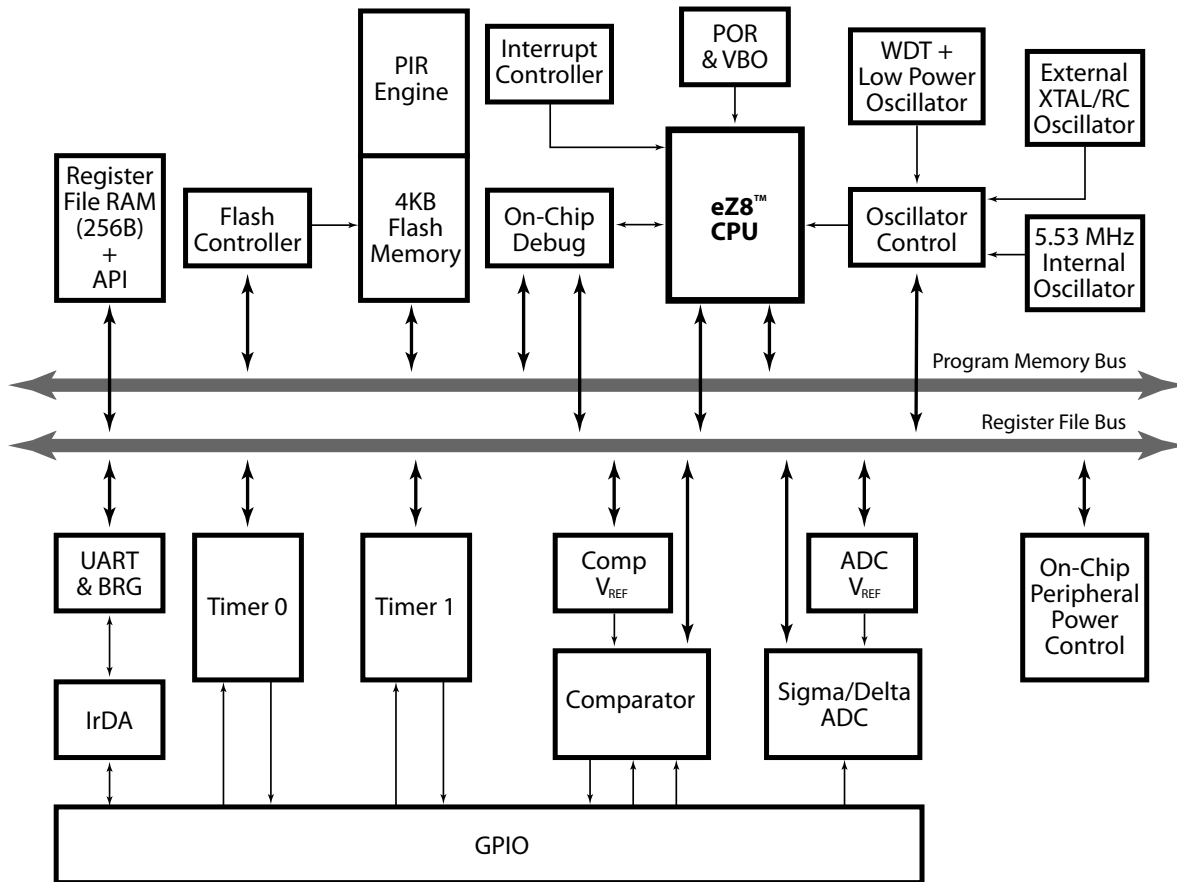 PIR
Engine
Interrupt
Controller
POR
& VBO
WDT +
Low Power
Oscillator
External
XTAL/RC
Oscillator
Register
File RAM
(256B)
+
API
Flash
Controller
4KB
Flash
Memory
On-Chip
Debug
eZ8™
CPU
Oscillator
Control
5.53 MHz
Internal
Oscillator
Program Memory Bus
Register File Bus
UART
& BRG
Timer 0
Timer 1
Comp
VREF
ADC
VREF
On-Chip
Peripheral
Power
Control
IrDA
Comparator
Sigma/Delta
ADC
GPIO